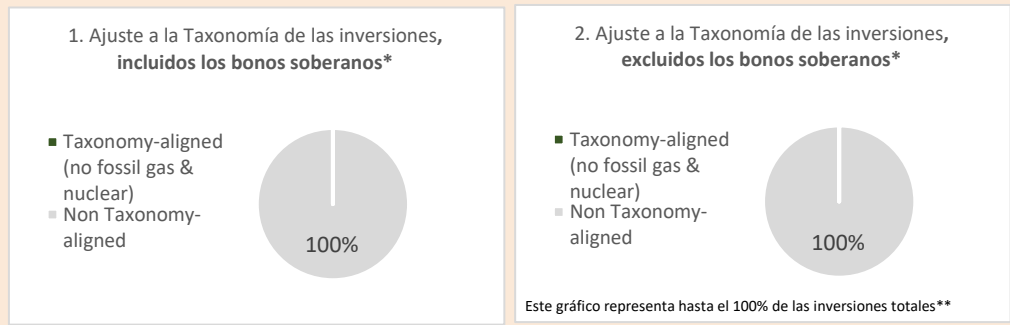 1. Ajuste a la Taxonomía de las inversiones,
incluidos los bonos soberanos*
Taxonomy-aligned
(no fossil gas &
nuclear)
Non Taxonomy-
aligned
100%
2. Ajuste a la Taxonomía de las inversiones,
excluidos los bonos soberanos*
Taxonomy-aligned
(no fossil gas &
nuclear)
Non Taxonomy-
aligned
100%
Este gráfico representa hasta el 100% de las inversiones totales**